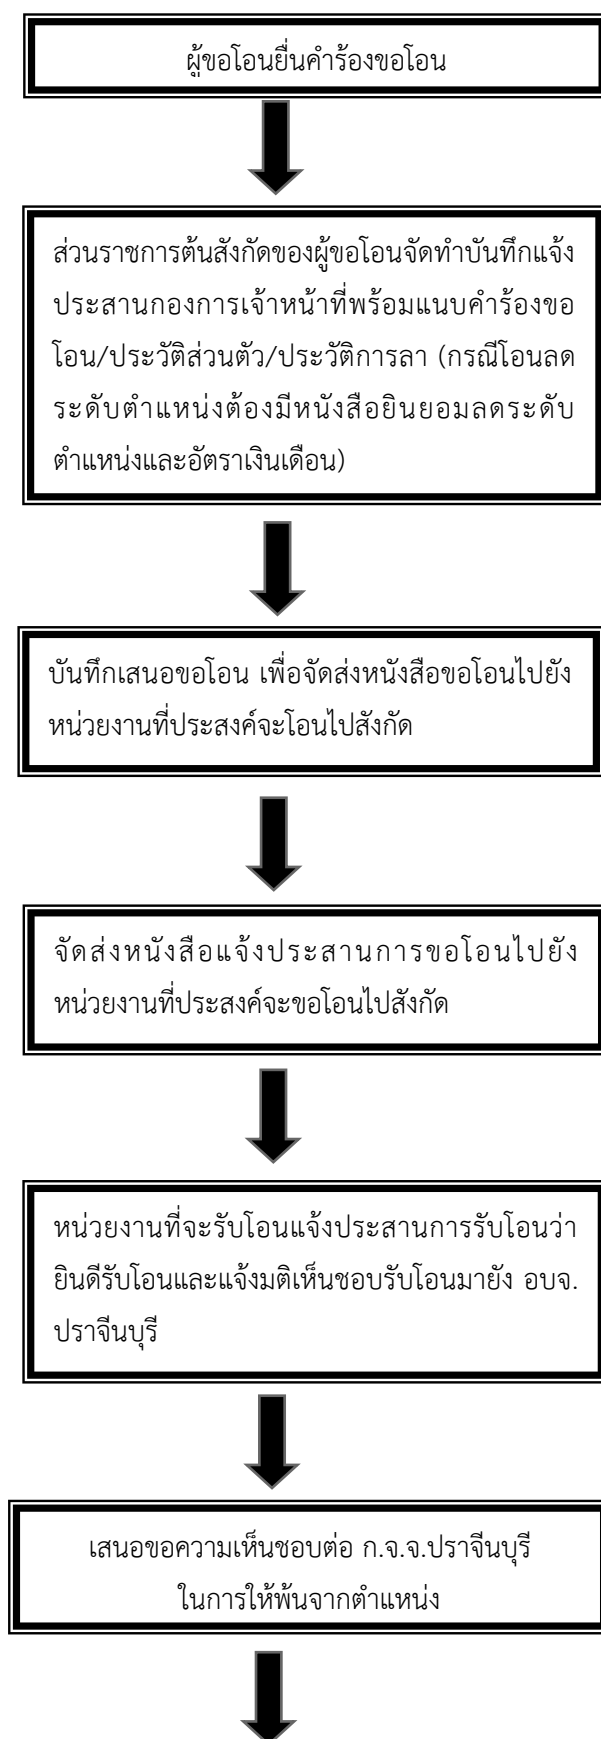 ผู้ขอโอนยื่นคำร้องขอโอน
ส่วนราชการต้นสังกัดของผู้ขอโอนจัดทำบันทึกแจ้ง
ประสานกองการเจ้าหน้าที่พร้อมแนบคำร้องขอ
โอน/ประวัติส่วนตัว/ประวัติการลา (กรณีโอนลด
ระดับตำแหน่งต้องมีหนังสือยินยอมลดระดับ
ตำแหน่งและอัตราเงินเดือน)
บันทึกเสนอขอโอน เพื่อจัดส่งหนังสือขอโอนไปยัง
หน่วยงานที่ประสงค์จะโอนไปสังกัด
จัดส่งหนังสือแจ้งประสานการขอโอนไปยัง
หน่วยงานที่ประสงค์จะขอโอนไปสังกัด
หน่วยงานที่จะรับโอนแจ้งประสานการรับโอนว่า
ยินดีรับโอนและแจ้งมติเห็นชอบรับโอนมายัง อบจ.
ปราจีนบุรี
เสนอขอความเห็นชอบต่อ ก.จ.จ.ปราจีนบุรี
ในการให้พ้นจากตำแหน่ง